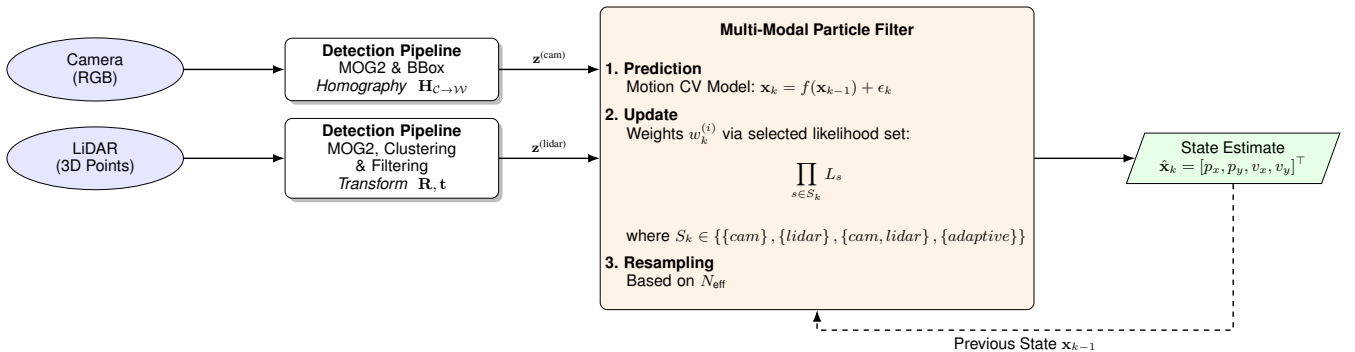 Camera
(RGB)
Detection Pipeline
MOG2 & BBox
Homography H_{C→W}
z^{(cam)}
LiDAR
(3D Points)
Detection Pipeline
MOG2, Clustering
& Filtering
Transform R, t
z^{(lidar)}
Multi-Modal Particle Filter
1. Prediction
Motion CV Model: x_k = f(x_{k−1}) + ϵ_k
2. Update
Weights w_k^{(i)} via selected likelihood set:
∏_{s∈S_k} L_s
where S_k ∈ {{cam}, {lidar}, {cam, lidar}, {adaptive}}
3. Resampling
Based on N_{eff}
State Estimate
x̂_k = [p_x, p_y, v_x, v_y]^⊤
Previous State x_{k−1}